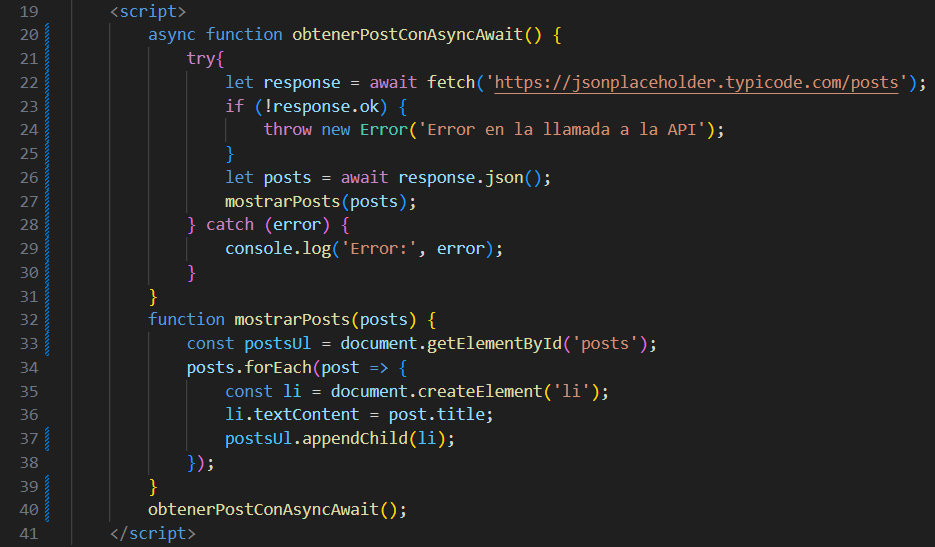 19 <script>
20 async function obtenerPostConAsyncAwait() {
21 try{
22 let response = await fetch('https://jsonplaceholder.typicode.com/posts');
23 if (!response.ok) {
24 throw new Error('Error en la llamada a la API');
25 }
26 let posts = await response.json();
27 mostrarPosts(posts);
28 } catch (error) {
29 console.log('Error:', error);
30 }
31 }
32 function mostrarPosts(posts) {
33 const postsUl = document.getElementById('posts');
34 posts.forEach(post => {
35 const li = document.createElement('li');
36 li.textContent = post.title;
37 postsUl.appendChild(li);
38 });
39 }
40 obtenerPostConAsyncAwait();
41 </script>